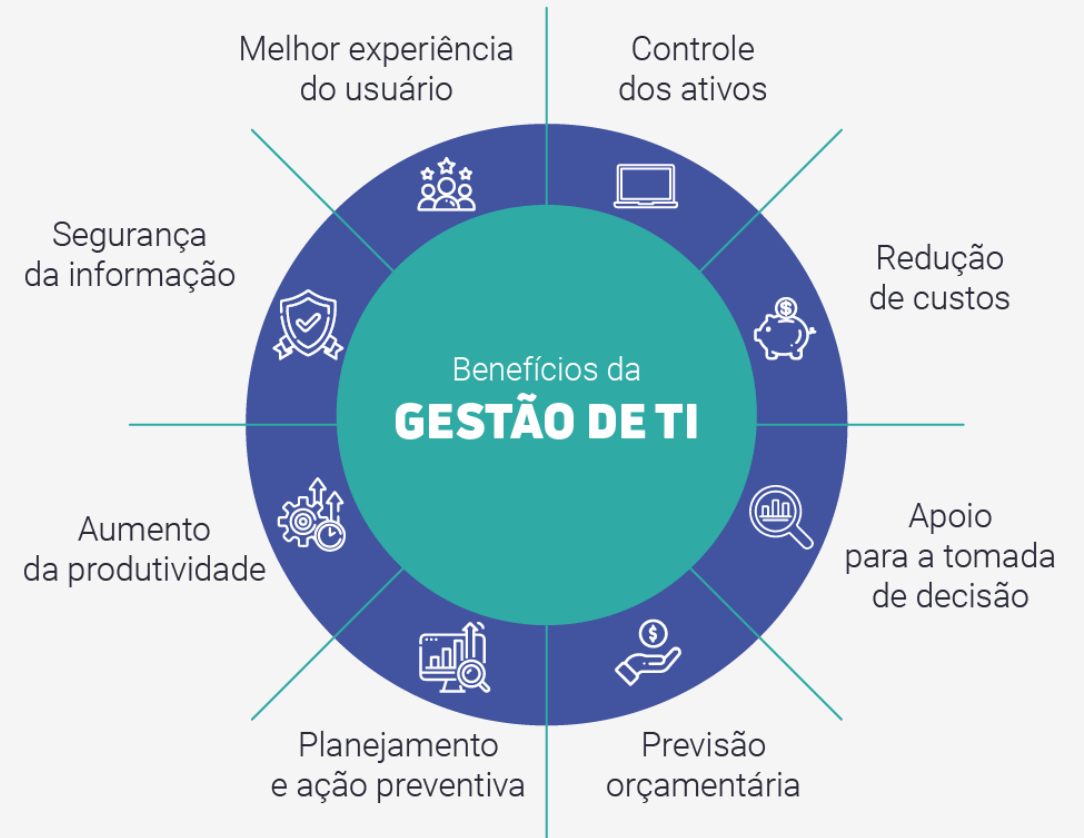 Benefícios da
GESTÃO DE TI
Controle
dos ativos
Redução
de custos
Apoio
para a tomada
de decisão
Previsão
orçamentária
Planejamento
e ação preventiva
Aumento
da produtividade
Segurança
da informação
Melhor experiência
do usuário
$
$